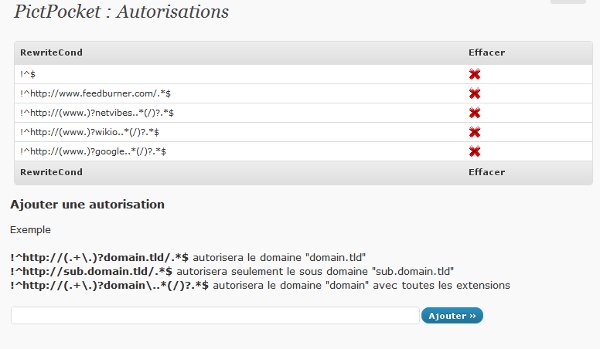 PictPocket : Autorisations
RewriteCond Effacer
!^$
!^http://www.feedburner.com/.*$
!^http://(www.)?netvibes..*(/)?.*$
!^http://(www.)?wikio..*(/)?.*$
!^http://(www.)?google..*(/)?.*$
RewriteCond Effacer
Ajouter une autorisation
Exemple
!^http://(.+\.)?domain.tld/.*$ autorisera le domaine "domain.tld"
!^http://sub.domain.tld/.*$ autorisera seulement le sous domaine "sub.domain.tld"
!^http://(.+\.)?domain\..*(/)?.*$ autorisera le domaine "domain" avec toutes les extensions
Ajouter »